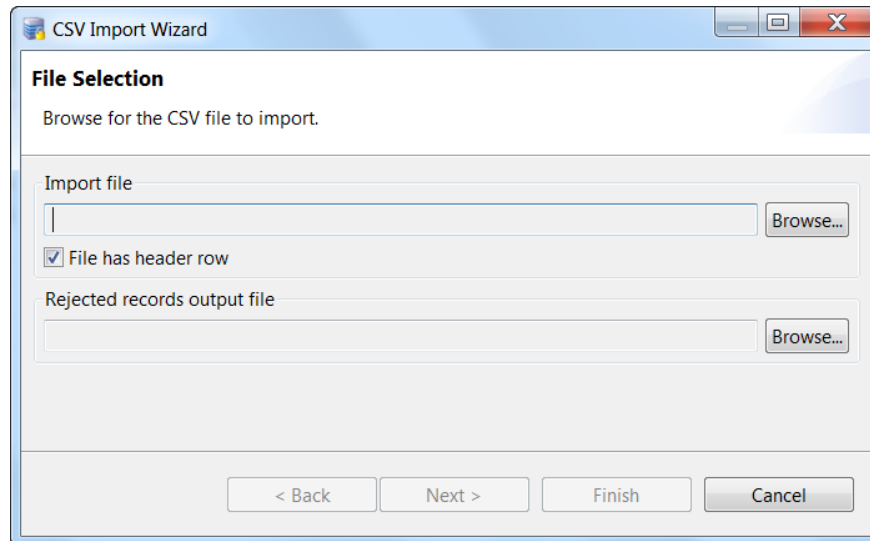 CSV Import Wizard
File Selection
Browse for the CSV file to import.
Import file
Browse...
File has header row
Rejected records output file
Browse...
< Back Next > Finish Cancel